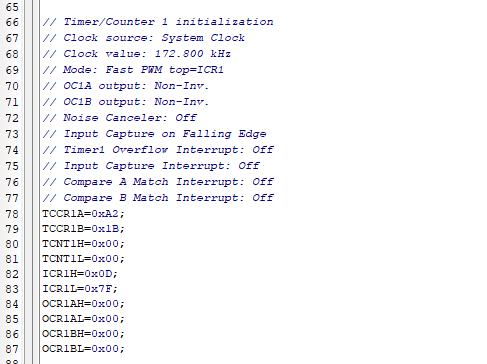 65
66 // Timer/Counter 1 initialization
67 // Clock source: System Clock
68 // Clock value: 172.800 kHz
69 // Mode: Fast PWM top=ICR1
70 // OC1A output: Non-Inv.
71 // OC1B output: Non-Inv.
72 // Noise Canceler: Off
73 // Input Capture on Falling Edge
74 // Timer1 Overflow Interrupt: Off
75 // Input Capture Interrupt: Off
76 // Compare A Match Interrupt: Off
77 // Compare B Match Interrupt: Off
78 TCCR1A=0xA2;
79 TCCR1B=0x1B;
80 TCNT1H=0x00;
81 TCNT1L=0x00;
82 ICR1H=0x0D;
83 ICR1L=0x7F;
84 OCR1AH=0x00;
85 OCR1AL=0x00;
86 OCR1BH=0x00;
87 OCR1BL=0x00;